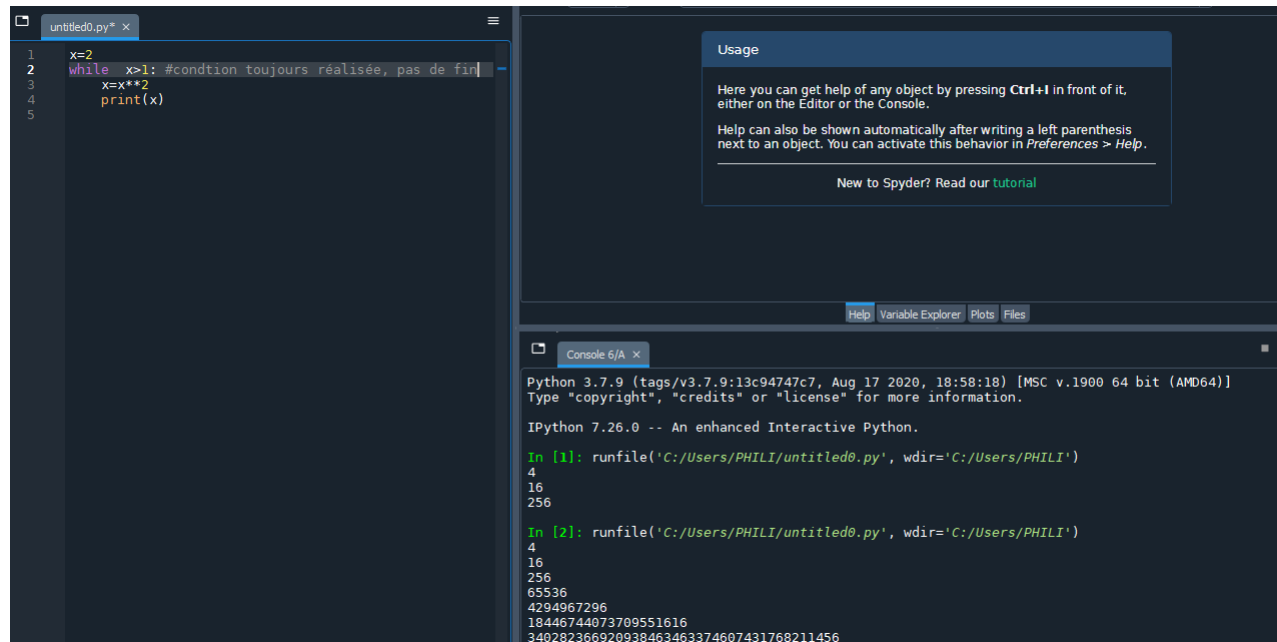 untitled0.py* ×
1 x=2
2 while  x>1: #condtion toujours réalisée, pas de fin
3     x=x**2
4     print(x)
5
Usage
Here you can get help of any object by pressing Ctrl+I in front of it,
either on the Editor or the Console.
Help can also be shown automatically after writing a left parenthesis
next to an object. You can activate this behavior in Preferences > Help.
New to Spyder? Read our tutorial
Help Variable Explorer Plots Files
Console 6/A ×
Python 3.7.9 (tags/v3.7.9:13c94747c7, Aug 17 2020, 18:58:18) [MSC v.1900 64 bit (AMD64)]
Type "copyright", "credits" or "license" for more information.
IPython 7.26.0 -- An enhanced Interactive Python.
In [1]: runfile('C:/Users/PHILI/untitled0.py', wdir='C:/Users/PHILI')
4
16
256
In [2]: runfile('C:/Users/PHILI/untitled0.py', wdir='C:/Users/PHILI')
4
16
256
65536
4294967296
18446744073709551616
340282366920938463463374607431768211456